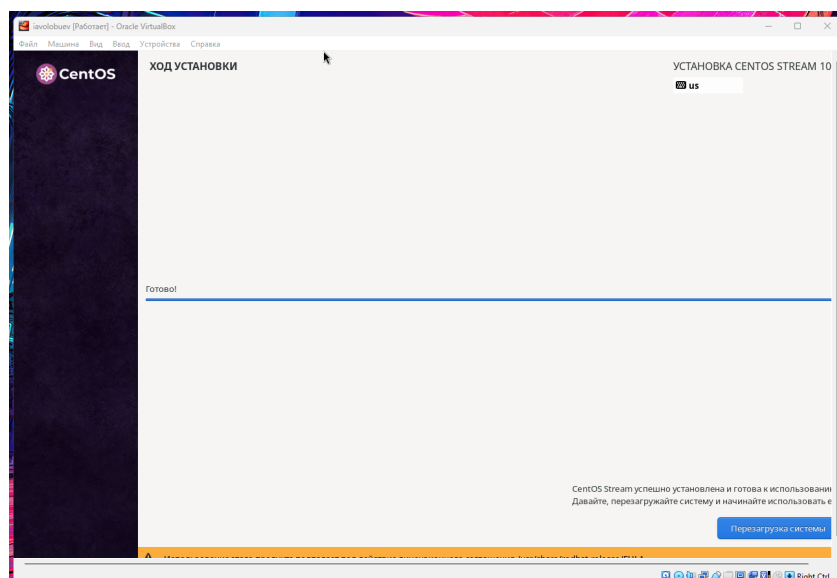 iavolobuev [Работает] - Oracle VirtualBox
Файл Машина Вид Ввод Устройства Справка
CentOS
ХОД УСТАНОВКИ
УСТАНОВКА CENTOS STREAM 10
us
Готово!
CentOS Stream успешно установлена и готова к использовани
Давайте, перезагружайте систему и начинайте использовать е
Перезагрузка системы
Right Ctrl